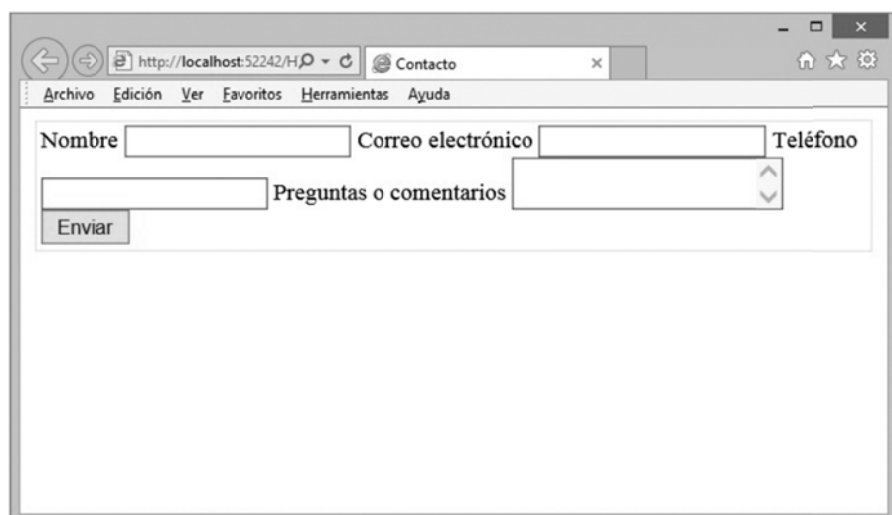 http://localhost:52242/H
Contacto
Archivo Edición Ver Favoritos Herramientas Ayuda
Nombre Correo electrónico Teléfono
Preguntas o comentarios
Enviar